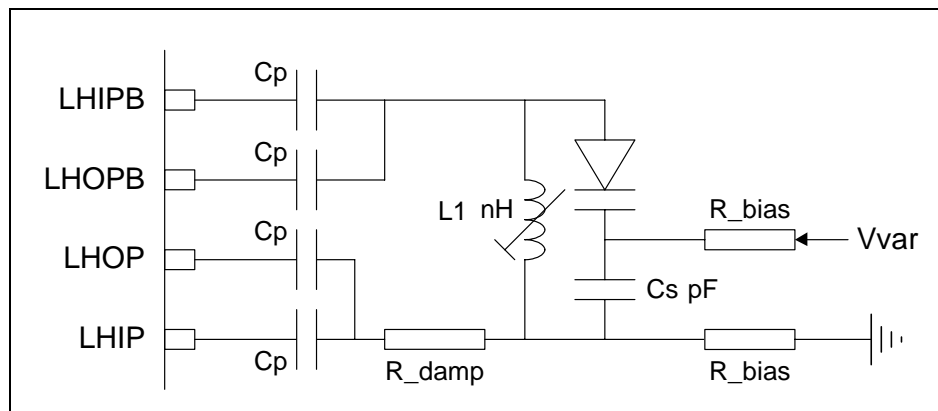 Cp
LHIPB
Cp
LHOPB
L1 nH
R_bias
Cp
Vvar
LHOP
Cs pF
LHIP
Cp
R_damp
R_bias